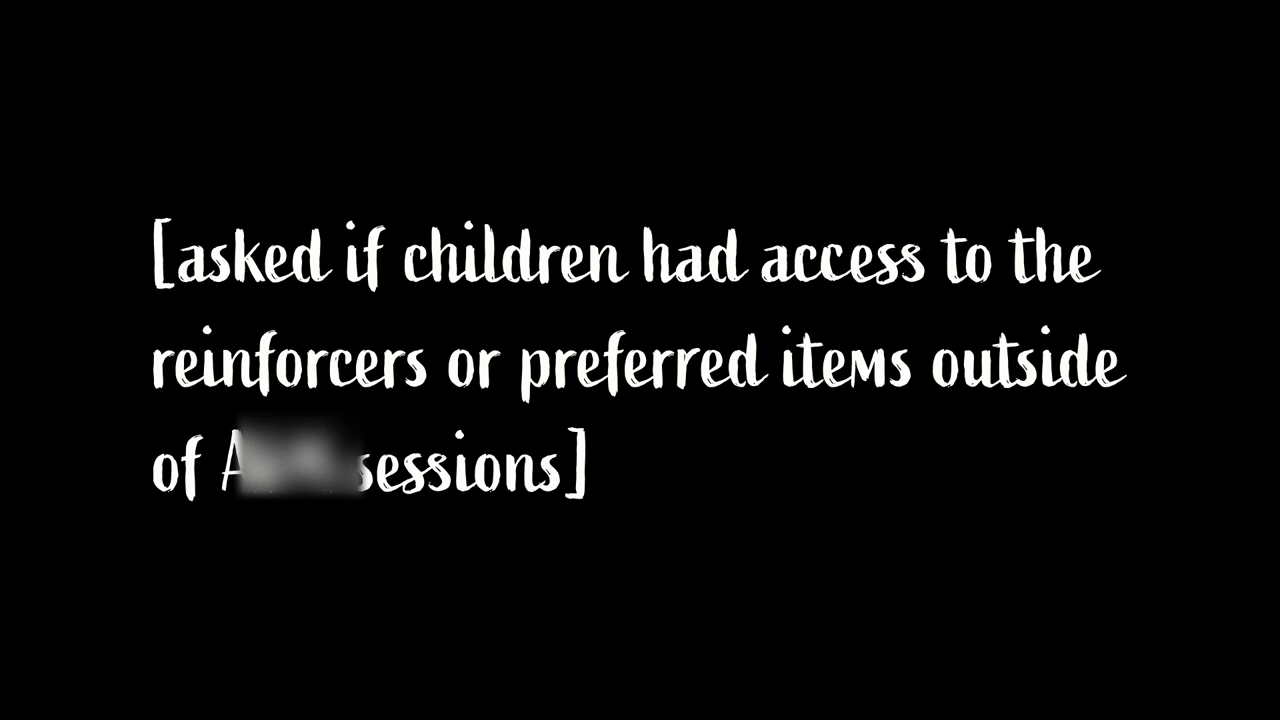 [asked if children had access to the
reinforcers or preferred items outside
of sessions]